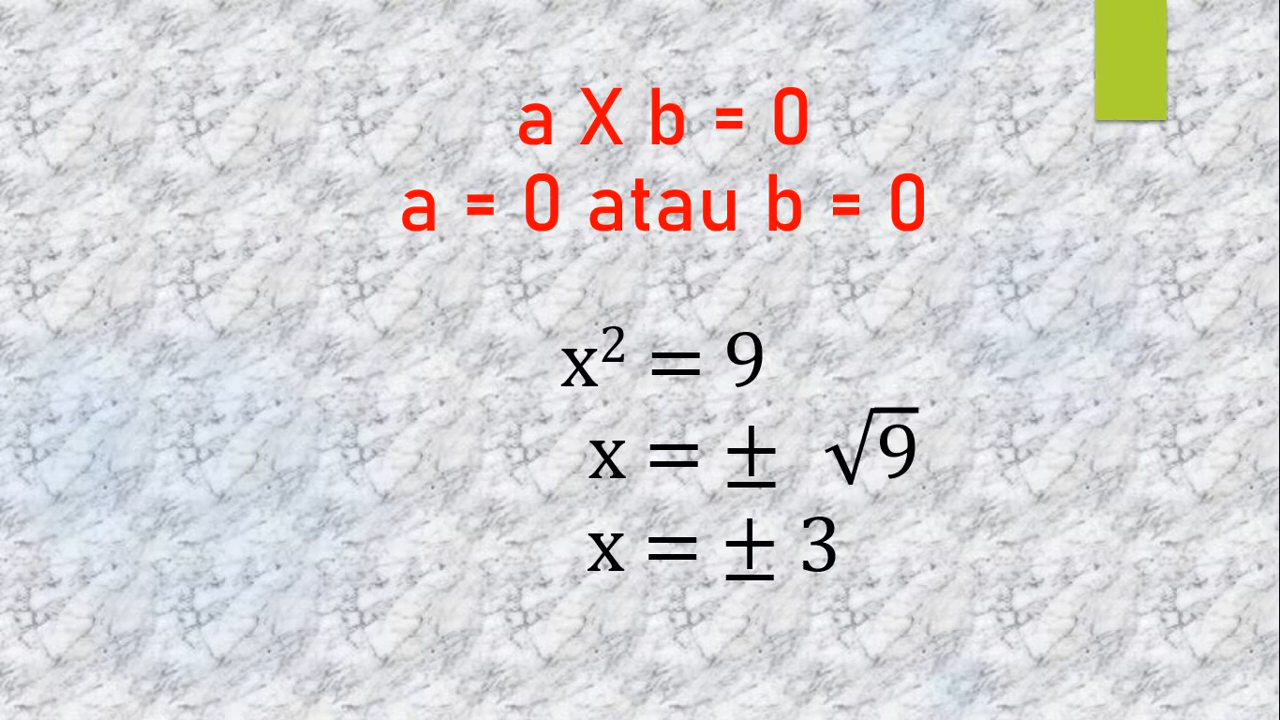 a X b = 0
a = 0 atau b = 0
x² = 9
x = ± √9
x = ± 3